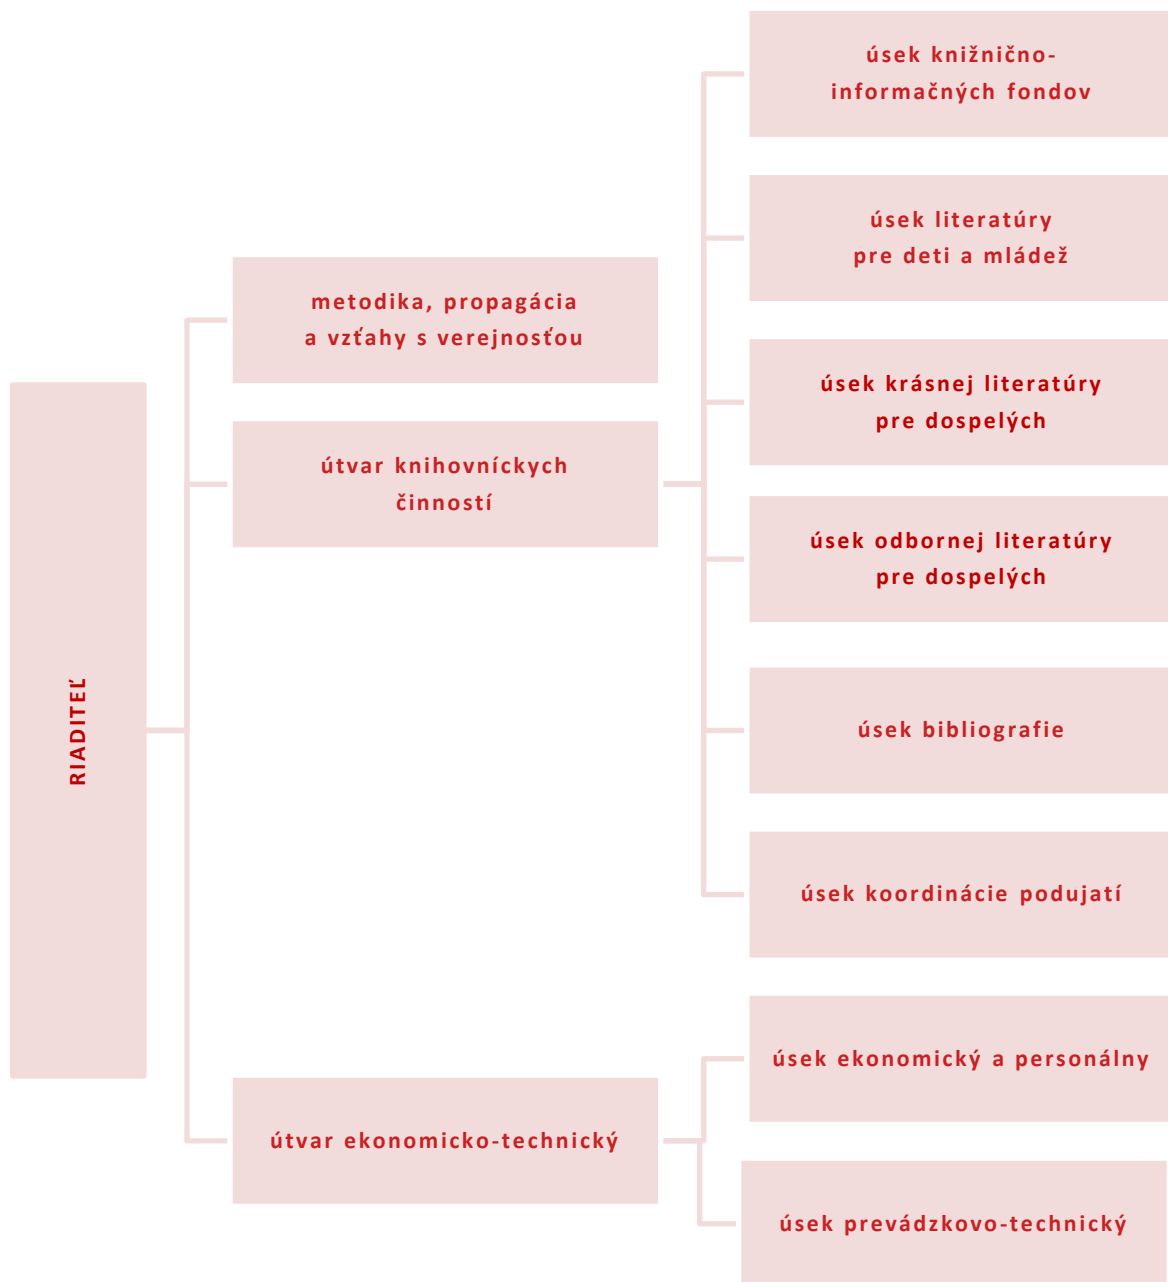 RIADITEĽ
metodika, propagácia
a vzťahy s verejnosťou
útvar knihovníckych
činností
úsek knižnično-
informačných fondov
úsek literatúry
pre deti a mládež
úsek krásnej literatúry
pre dospelých
úsek odbornej literatúry
pre dospelých
úsek bibliografie
úsek koordinácie podujatí
útvar ekonomicko-technický
úsek ekonomický a personálny
úsek prevádzkovo-technický